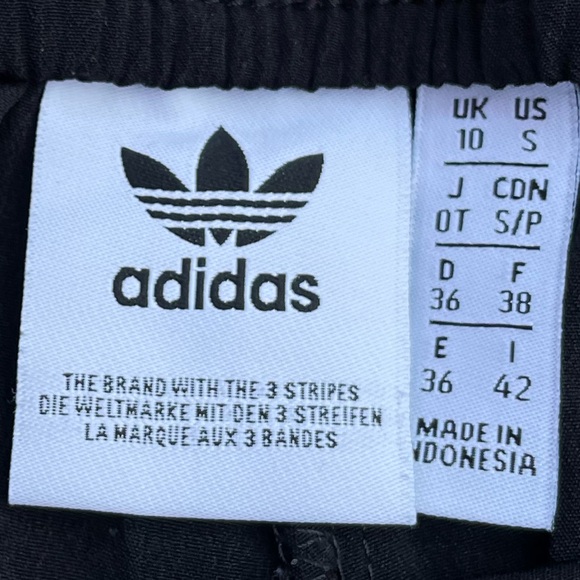 adidas
THE BRAND WITH THE 3 STRIPES
DIE WELTMARKE MIT DEN 3 STREIFEN
LA MARQUE AUX 3 BANDES
UK US
10 S
J CDN
OT S/P
D F
36 38
E I
36 42
MADE IN
NDONESIA